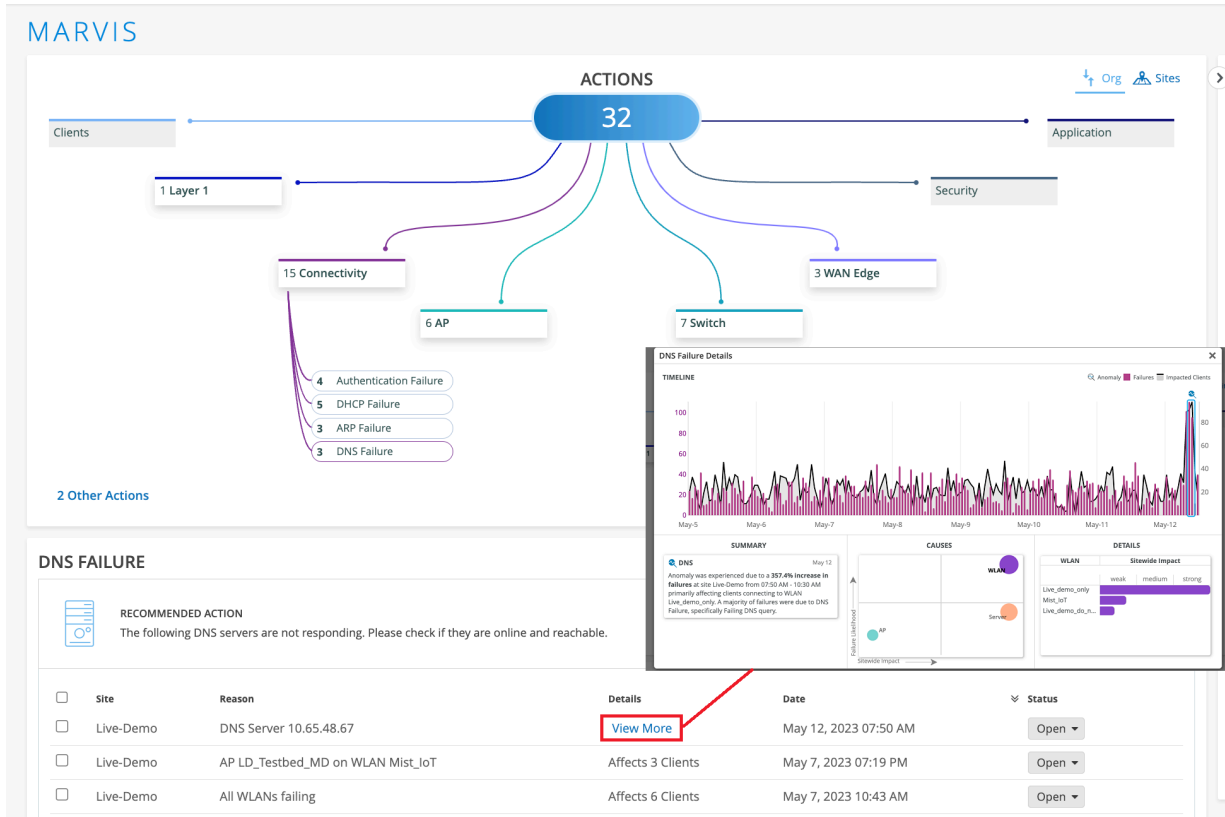 MARVIS
ACTIONS
32
Org
Sites
Clients
Application
1 Layer 1
Security
15 Connectivity
3 WAN Edge
6 AP
7 Switch
4 Authentication Failure
5 DHCP Failure
3 ARP Failure
3 DNS Failure
2 Other Actions
DNS Failure Details
TIMELINE
Anomaly Failures Impacted Clients
100
80
60
40
20
0
80
60
40
20
May-5 May-6 May-7 May-8 May-9 May-10 May-11 May-12
SUMMARY
DNS May 12
Anomaly was experienced due to a 357.4% increase in
failures at site Live-Demo from 07:50 AM - 10:30 AM
primarily affecting clients connecting to WLAN
Live_demo_only. A majority of failures were due to DNS
Failure, specifically Failing DNS query.
CAUSES
Failure Likelihood
WLAN
Server
AP
Sitewide Impact
DETAILS
WLAN Sitewide Impact
weak medium strong
Live_demo_only
Mist_IoT
Live_demo_do_n...
DNS FAILURE
RECOMMENDED ACTION
The following DNS servers are not responding. Please check if they are online and reachable.
Site Reason Details Date Status
Live-Demo DNS Server 10.65.48.67 View More May 12, 2023 07:50 AM Open
Live-Demo AP LD_Testbed_MD on WLAN Mist_IoT Affects 3 Clients May 7, 2023 07:19 PM Open
Live-Demo All WLANs failing Affects 6 Clients May 7, 2023 10:43 AM Open